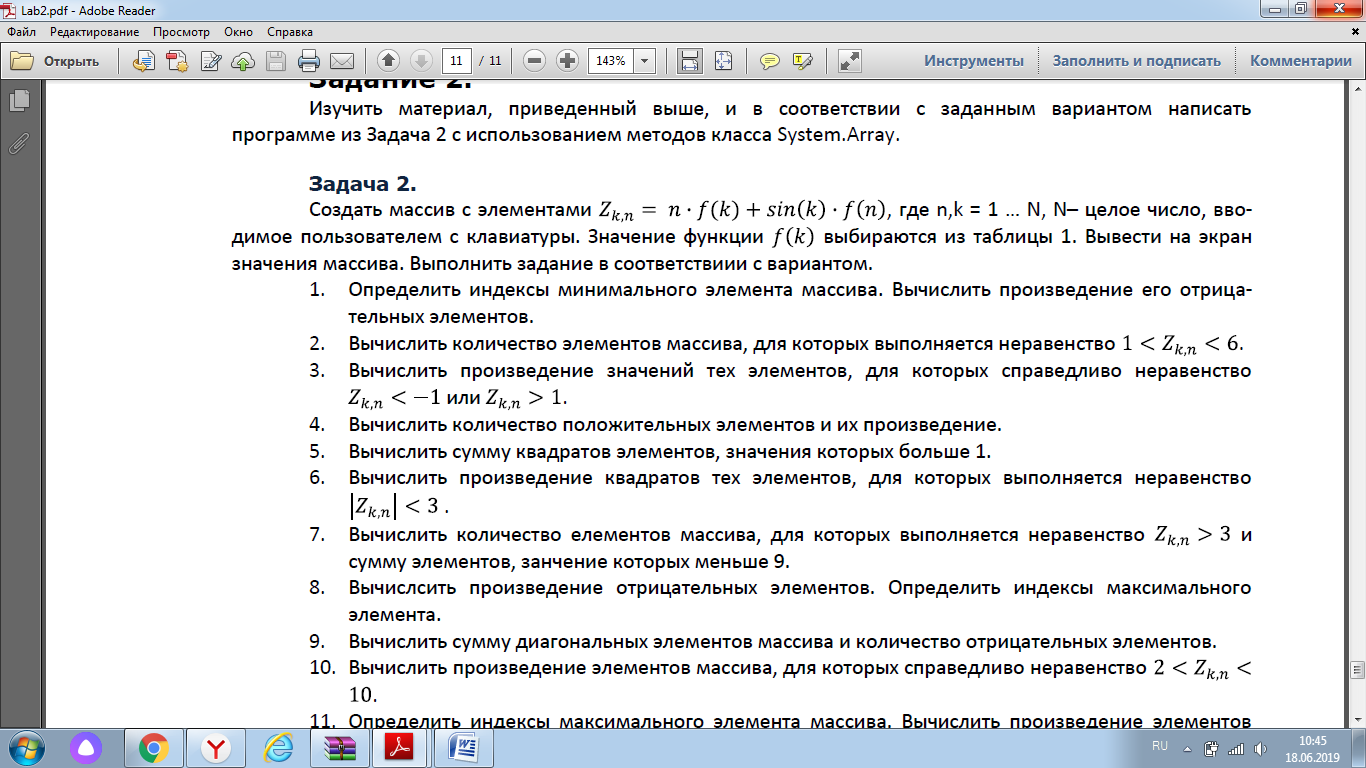 Lab2.pdf - Adobe Reader
Файл Редактирование Просмотр Окно Справка
Открыть 11 / 11 143% Инструменты Заполнить и подписать Комментарии
Задание 2.
Изучить материал, приведенный выше, и в соответствии с заданным вариантом написать
программе из Задача 2 с использованием методов класса System.Array.
Задача 2.
Создать массив с элементами Z_{k,n} = n · f(k) + sin(k) · f(n), где n,k = 1 ... N, N– целое число, вво-
димое пользователем с клавиатуры. Значение функции f(k) выбираются из таблицы 1. Вывести на экран
значения массива. Выполнить задание в соответствиии с вариантом.
1. Определить индексы минимального элемента массива. Вычислить произведение его отрица-
тельных элементов.
2. Вычислить количество элементов массива, для которых выполняется неравенство 1 < Z_{k,n} < 6.
3. Вычислить произведение значений тех элементов, для которых справедливо неравенство
Z_{k,n} < −1 или Z_{k,n} > 1.
4. Вычислить количество положительных элементов и их произведение.
5. Вычислить сумму квадратов элементов, значения которых больше 1.
6. Вычислить произведение квадратов тех элементов, для которых выполняется неравенство
|Z_{k,n}| < 3 .
7. Вычислить количество елементов массива, для которых выполняется неравенство Z_{k,n} > 3 и
сумму элементов, занчение которых меньше 9.
8. Вычислсить произведение отрицательных элементов. Определить индексы максимального
элемента.
9. Вычислить сумму диагональных элементов массива и количество отрицательных элементов.
10. Вычислить произведение элементов массива, для которых справедливо неравенство 2 < Z_{k,n} <
10.
11. Определить индексы максимального элемента массива. Вычислить произведение элементов
RU 10:45
18.06.2019